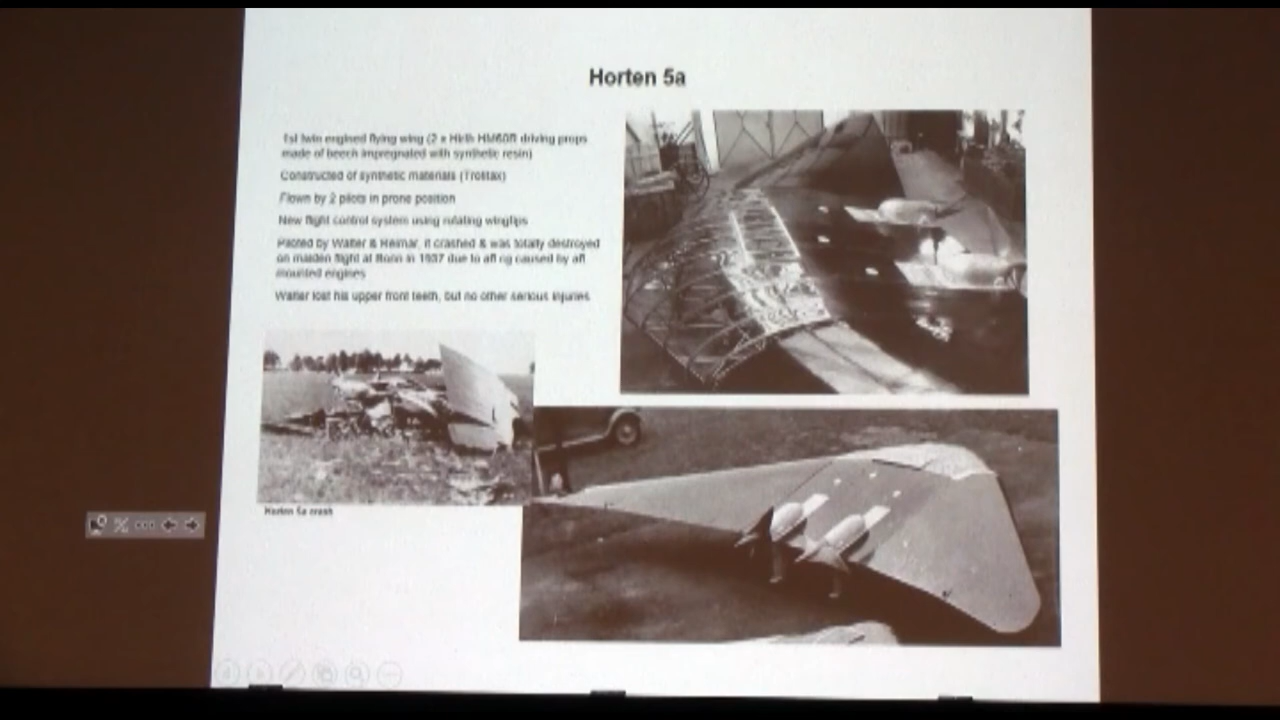 Horten 5a
1st twin engined flying wing (2 x Hirth HM60R driving props
made of beech impregnated with synthetic resin)
Constructed of synthetic materials (Trolitax)
Flown by 2 pilots in prone position
New flight control system using rotating wingtips
Piloted by Walter & Reimar, it crashed & was totally destroyed
on maiden flight at Bonn in 1937 due to aft cg caused by aft
mounted engines
Walter lost his upper front teeth, but no other serious injuries
Horten 5a crash